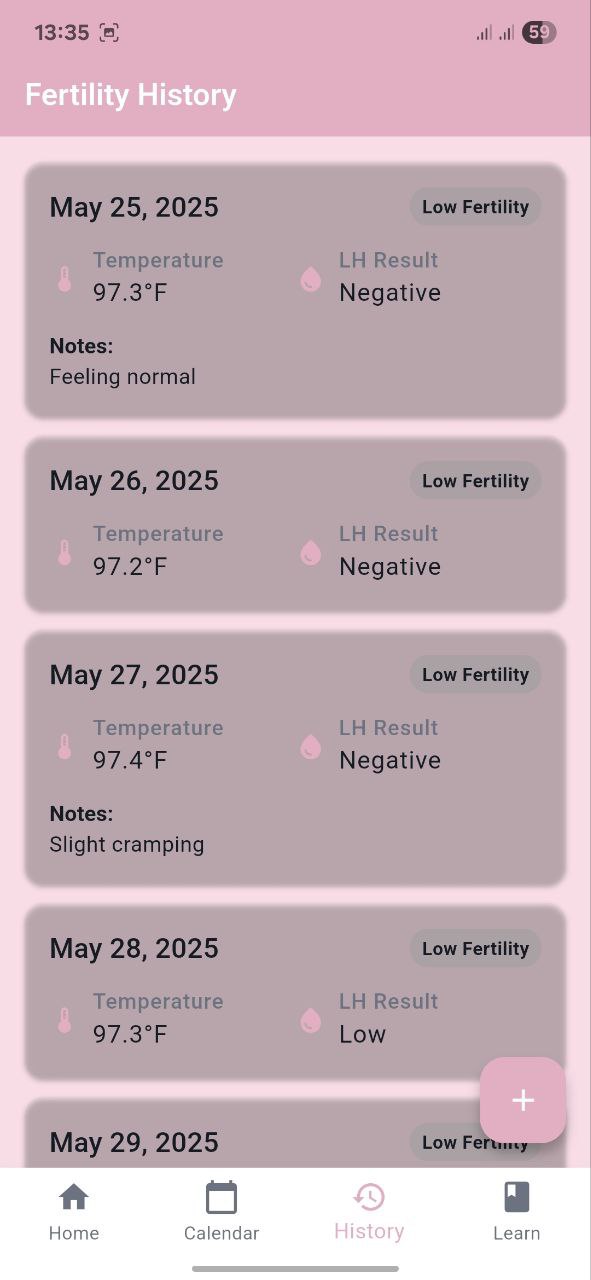 13:35 59
Fertility History
May 25, 2025 Low Fertility
Temperature LH Result
97.3°F Negative
Notes:
Feeling normal
May 26, 2025 Low Fertility
Temperature LH Result
97.2°F Negative
May 27, 2025 Low Fertility
Temperature LH Result
97.4°F Negative
Notes:
Slight cramping
May 28, 2025 Low Fertility
Temperature LH Result
97.3°F Low
+
May 29, 2025 Low Fertility
Home Calendar History Learn